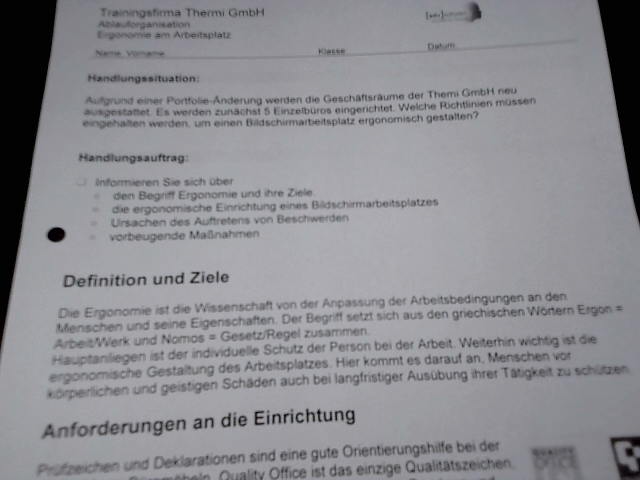 Trainingsfirma Thermi GmbH
Ablauforganisation
Ergonomie am Arbeitsplatz
Name, Vorname Klasse Datum
Handlungssituation:
Aufgrund einer Portfolie-Änderung werden die Geschäftsräume der Themi GmbH neu
ausgestattet. Es werden zunächst 5 Einzelbüros eingerichtet. Welche Richtlinien müssen
eingehalten werden, um einen Bildschirmarbeitsplatz ergonomisch gestalten?
Handlungsauftrag:
Informieren Sie sich über
den Begriff Ergonomie und ihre Ziele.
die ergonomische Einrichtung eines Bildschirmarbeitsplatzes
Ursachen des Auftretens von Beschwerden
vorbeugende Maßnahmen
Definition und Ziele
Die Ergonomie ist die Wissenschaft von der Anpassung der Arbeitsbedingungen an den
Menschen und seine Eigenschaften. Der Begriff setzt sich aus den griechischen Wörtern Ergon =
Arbeit/Werk und Nomos = Gesetz/Regel zusammen.
Hauptanliegen ist der individuelle Schutz der Person bei der Arbeit. Weiterhin wichtig ist die
ergonomische Gestaltung des Arbeitsplatzes. Hier kommt es darauf an, Menschen vor
körperlichen und geistigen Schäden auch bei langfristiger Ausübung ihrer Tätigkeit zu schützen.
Anforderungen an die Einrichtung
Prüfzeichen und Deklarationen sind eine gute Orientierungshilfe bei der
Quality Office ist das einzige Qualitätszeichen,
QUALITY OFFICE